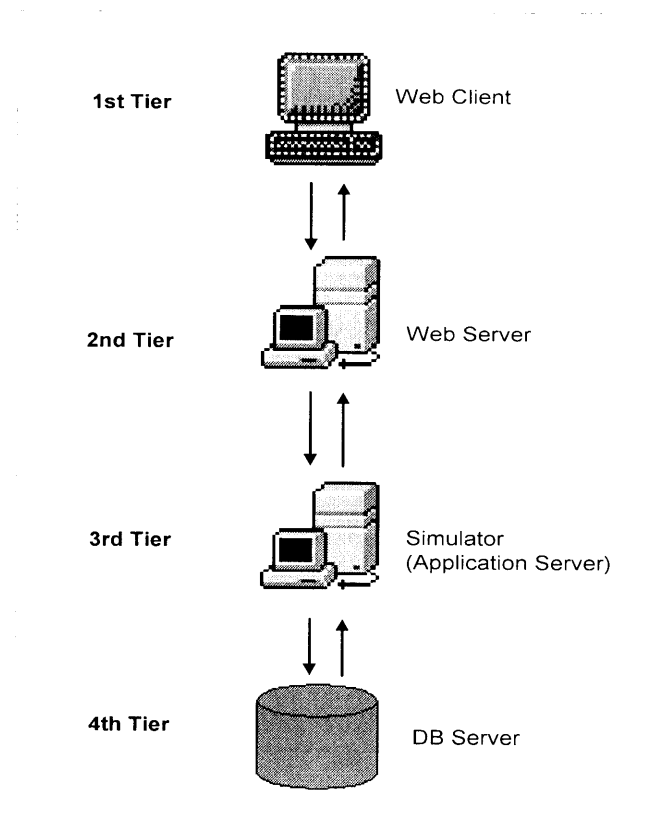 1st Tier
Web Client
2nd Tier
Web Server
3rd Tier
Simulator
(Application Server)
4th Tier
DB Server